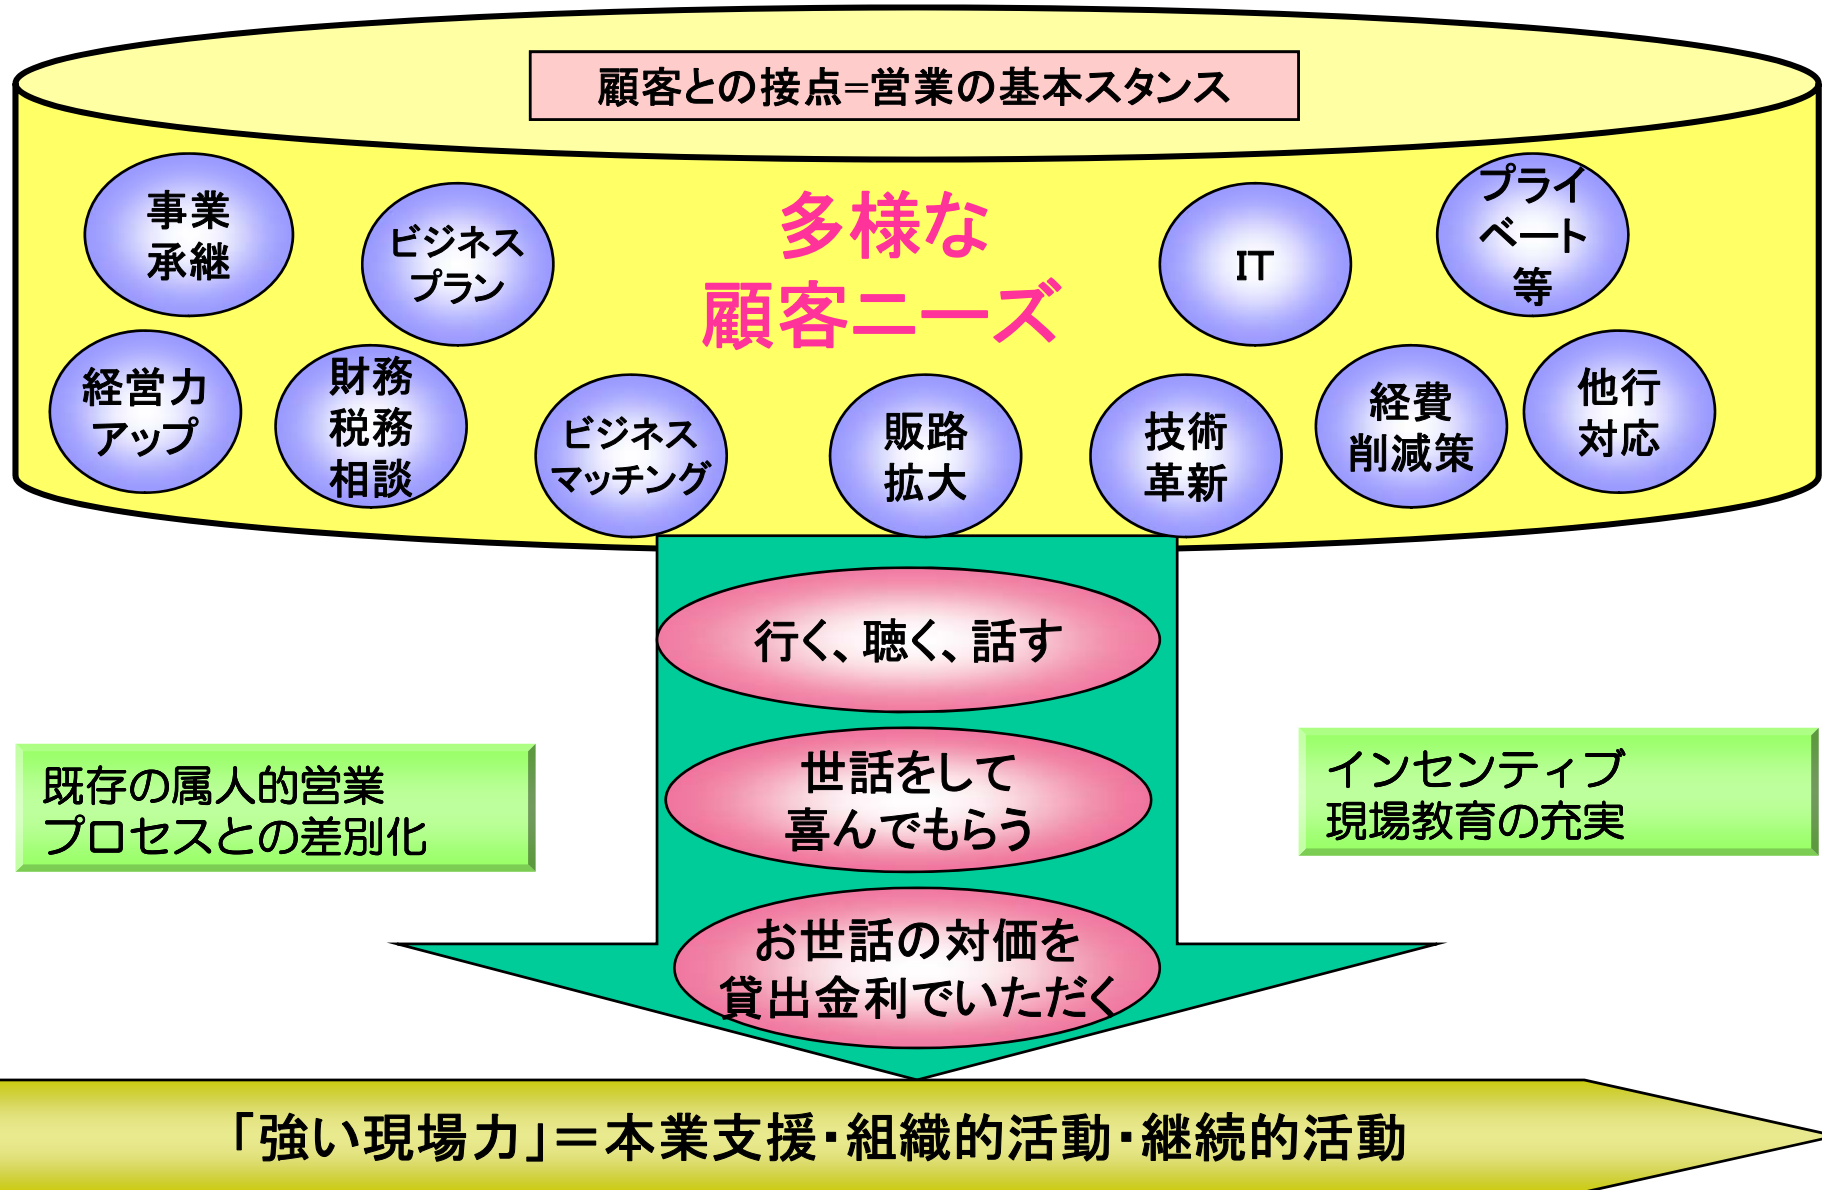 顧客との接点=営業の基本スタンス
多様な
顧客ニーズ
事業
承継
ビジネス
プラン
IT
プライ
ベート
等
経営力
アップ
財務
税務
相談
ビジネス
マッチング
販路
拡大
技術
革新
経費
削減策
他行
対応
行く、聴く、話す
世話をして
喜んでもらう
お世話の対価を
貸出金利でいただく
既存の属人的営業
プロセスとの差別化
インセンティブ
現場教育の充実
「強い現場力」＝本業支援・組織的活動・継続的活動